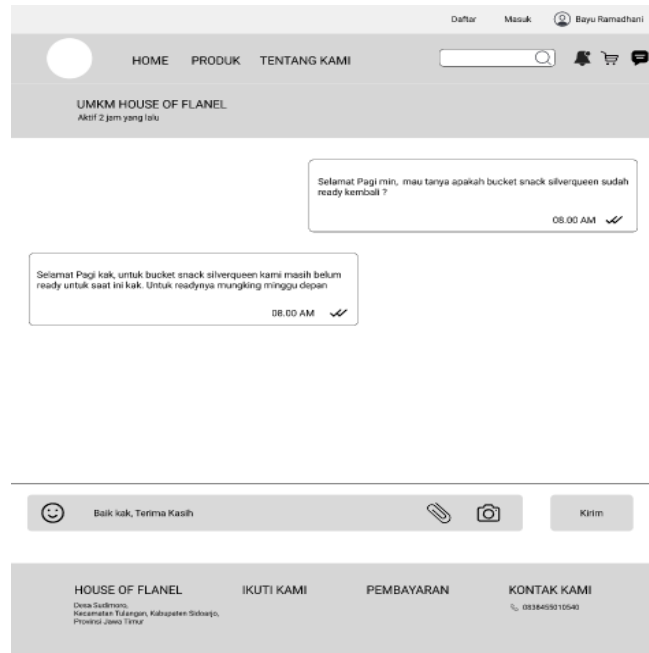 Daftar Masuk Bayu Ramadhani
HOME PRODUK TENTANG KAMI
UMKM HOUSE OF FLANEL
Aktif 2 jam yang lalu
Selamat Pagi min, mau tanya apakah bucket snack silverqueen sudah
ready kembali ?
08.00 AM
Selamat Pagi kak, untuk bucket snack silverqueen kami masih belum
ready untuk saat ini kak. Untuk readynya mungking minggu depan
08.00 AM
Baik kak, Terima Kasih
Kirim
HOUSE OF FLANEL
Desa Sudimoro,
Kecamatan Tulangan, Kabupaten Sidoarjo,
Provinsi Jawa Timur
IKUTI KAMI
PEMBAYARAN
KONTAK KAMI
0838455010540